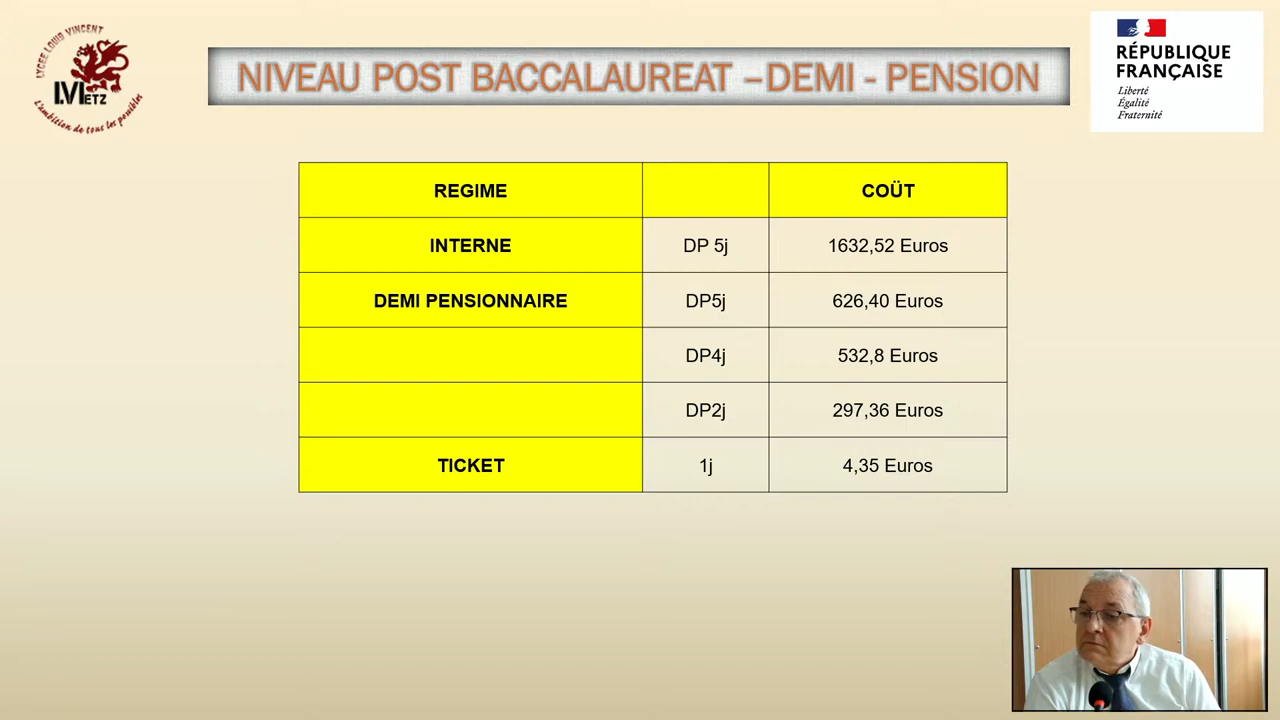 LYCEE LOUIS VINCENT
METZ
L'ambition de tous les possibles
NIVEAU POST BACCALAUREAT –DEMI - PENSION
RÉPUBLIQUE
FRANÇAISE
Liberté
Égalité
Fraternité
REGIME COÜT
INTERNE DP 5j 1632,52 Euros
DEMI PENSIONNAIRE DP5j 626,40 Euros
DP4j 532,8 Euros
DP2j 297,36 Euros
TICKET 1j 4,35 Euros